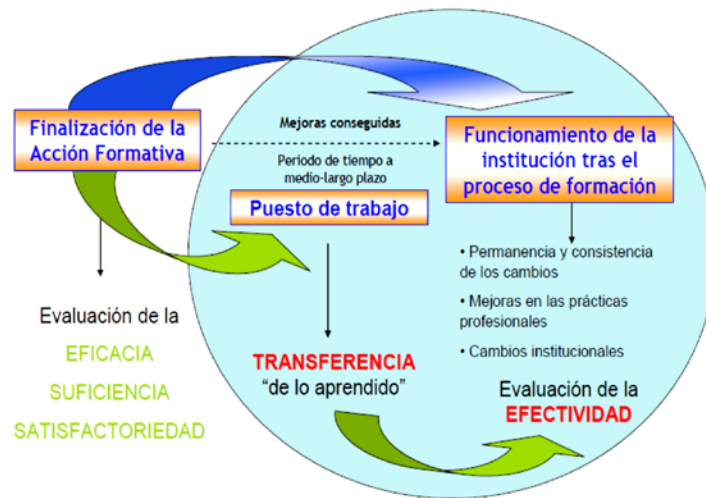 Finalización de la
Acción Formativa
Mejoras conseguidas
Periodo de tiempo a
medio-largo plazo
Puesto de trabajo
Funcionamiento de la
institución tras el
proceso de formación
• Permanencia y consistencia
de los cambios
• Mejoras en las prácticas
profesionales
• Cambios institucionales
Evaluación de la
EFICACIA
SUFICIENCIA
SATISFACTORIEDAD
TRANSFERENCIA
“de lo aprendido”
Evaluación de la
EFECTIVIDAD